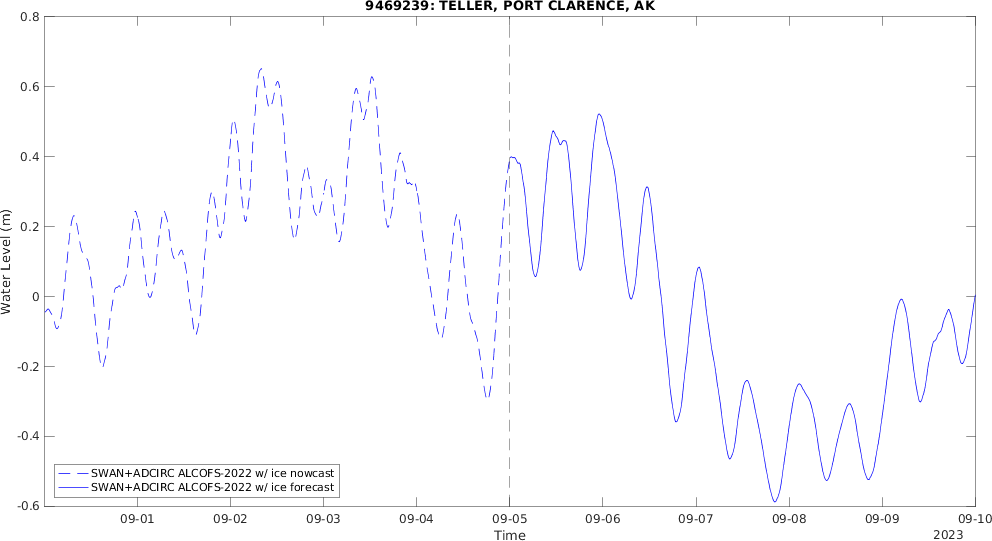 9469239: TELLER, PORT CLARENCE, AK
0.8
0.6
0.4
0.2
0
-0.2
-0.4
-0.6
Water Level (m)
SWAN+ADCIRC ALCOFS-2022 w/ ice nowcast
SWAN+ADCIRC ALCOFS-2022 w/ ice forecast
09-01 09-02 09-03 09-04 09-05 09-06 09-07 09-08 09-09 09-10
Time
2023